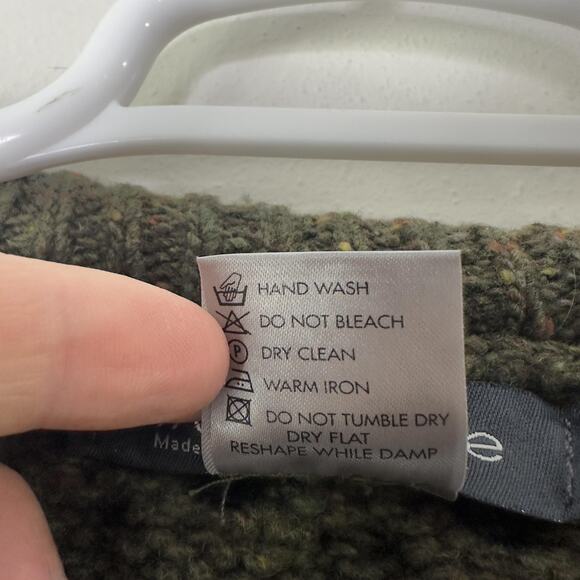 HAND WASH
DO NOT BLEACH
P DRY CLEAN
WARM IRON
DO NOT TUMBLE DRY
DRY FLAT
RESHAPE WHILE DAMP
Made
e